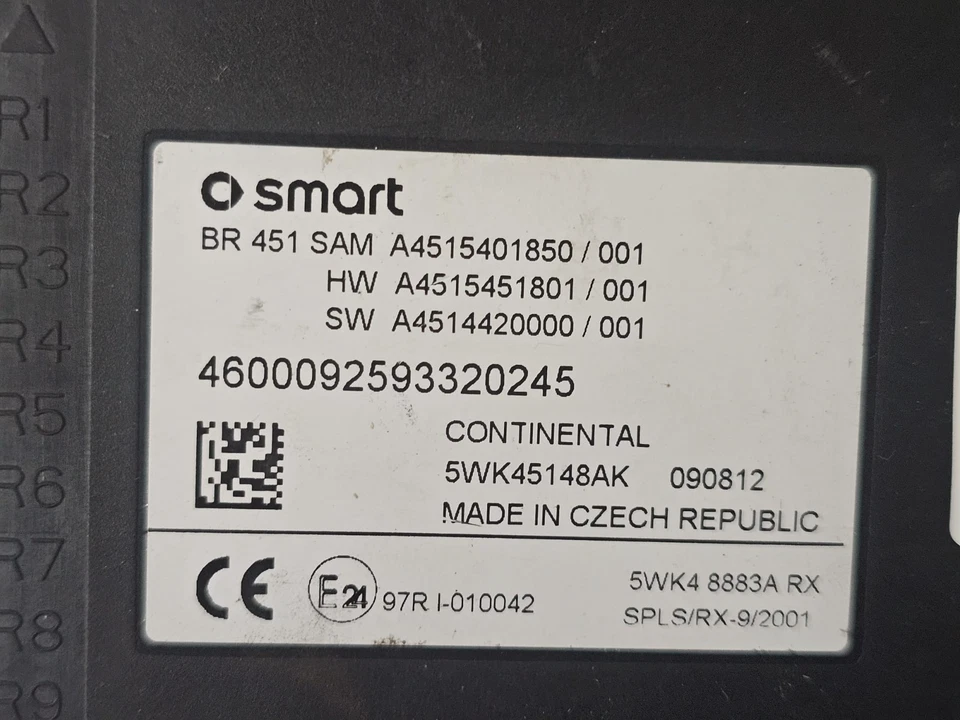 R1
R2
R3
R4
R5
R6
R7
R8
R9
smart
BR 451 SAM A4515401850 / 001
HW A4515451801 / 001
SW A4514420000 / 001
4600092593320245
CONTINENTAL
5WK45148AK 090812
MADE IN CZECH REPUBLIC
CE E24 97R I-010042
5WK4 8883A RX
SPLS/RX-9/2001